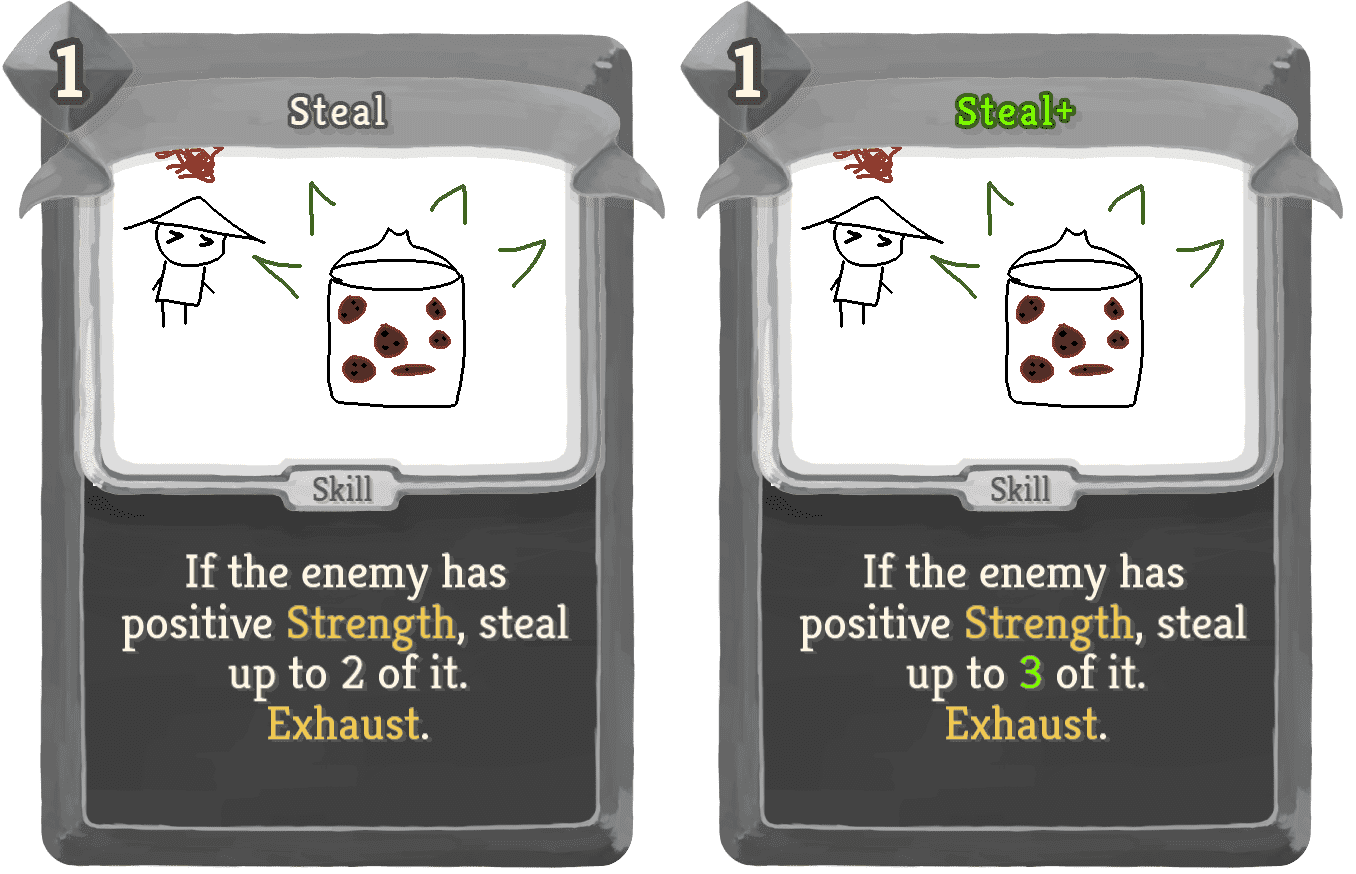 1
Steal
Skill
If the enemy has
positive Strength, steal
up to 2 of it.
Exhaust.
1
Steal+
Skill
If the enemy has
positive Strength, steal
up to 3 of it.
Exhaust.